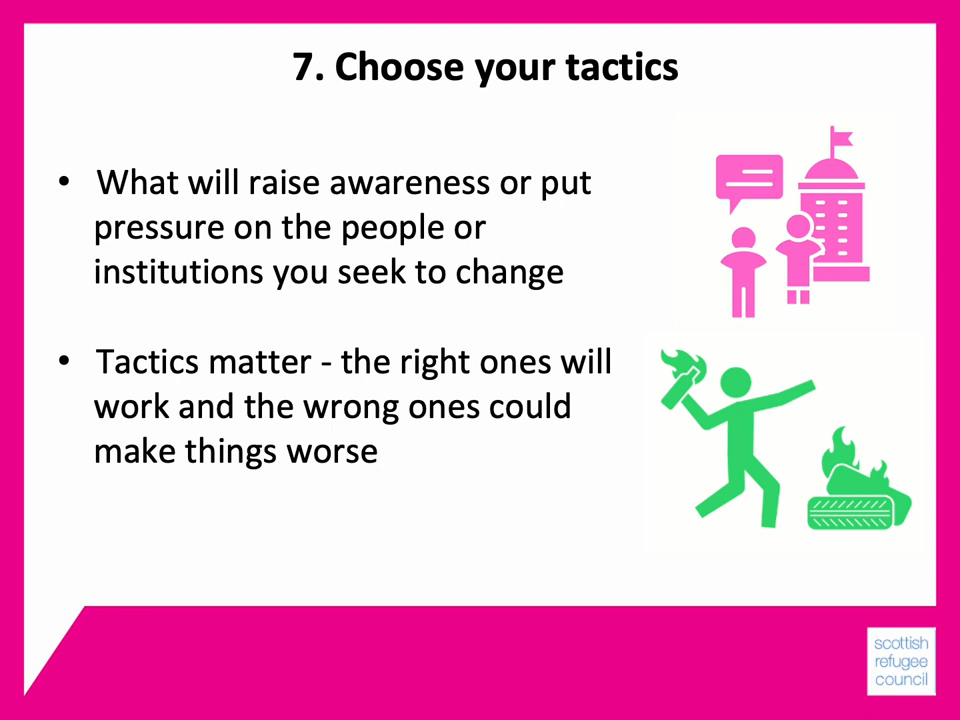 7. Choose your tactics
• What will raise awareness or put
pressure on the people or
institutions you seek to change
• Tactics matter - the right ones will
work and the wrong ones could
make things worse
scottish
refugee
council